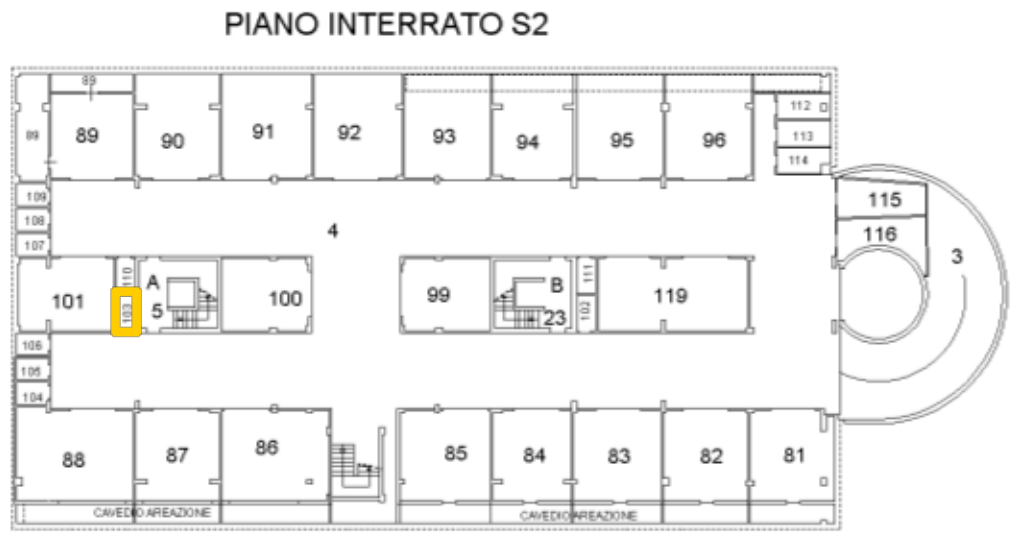 PIANO INTERRATO S2
89
89 89 90 91 92 93 94 95 96
112
113
114
109
108
107
4
115
116
3
101 110 103 A 5 100 99 B 23 111 102 119
106
105
104
88 87 86 85 84 83 82 81
CAVEDIO AREAZIONE CAVEDIO AREAZIONE